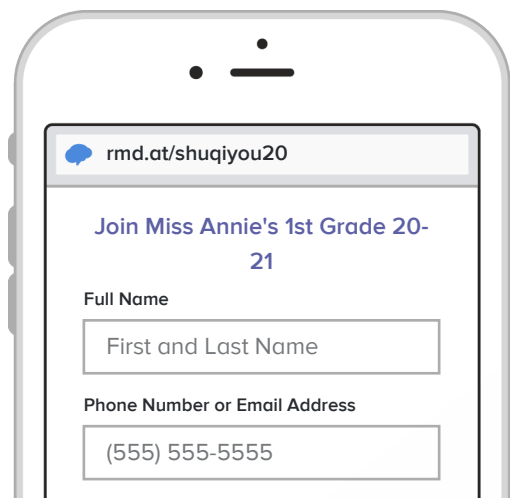 rmd.at/shuqiyou20
Join Miss Annie's 1st Grade 20-
21
Full Name
First and Last Name
Phone Number or Email Address
(555) 555-5555